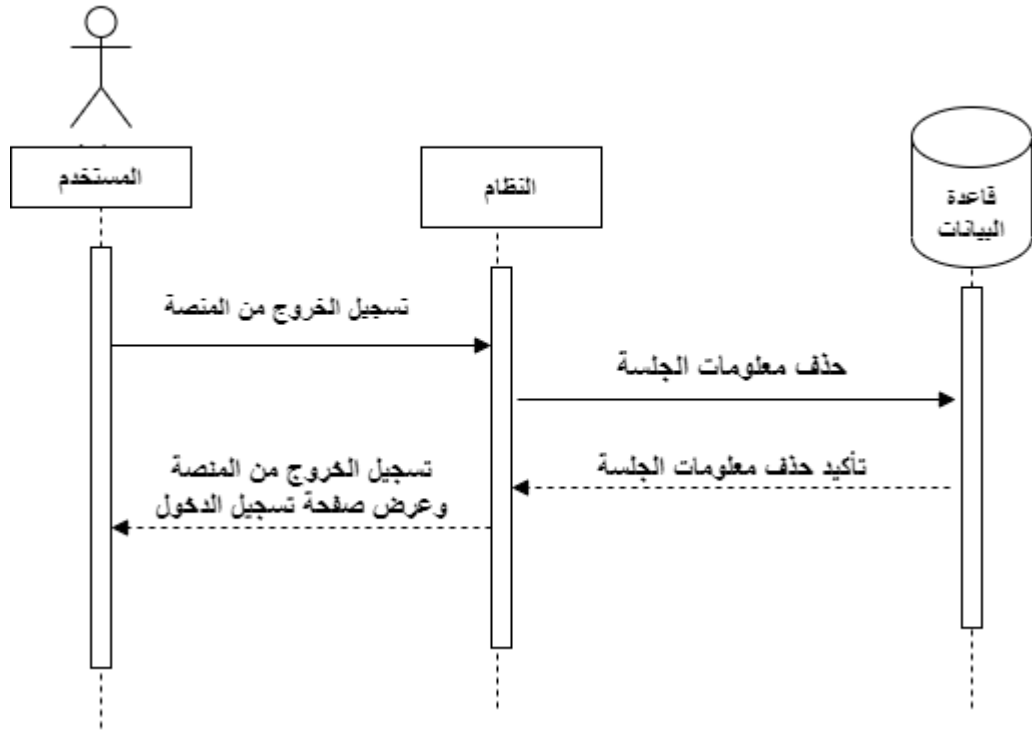 المستخدم
النظام
قاعدة
البيانات
تسجيل الخروج من المنصة
حذف معلومات الجلسة
تأكيد حذف معلومات الجلسة
تسجيل الخروج من المنصة
وعرض صفحة تسجيل الدخول